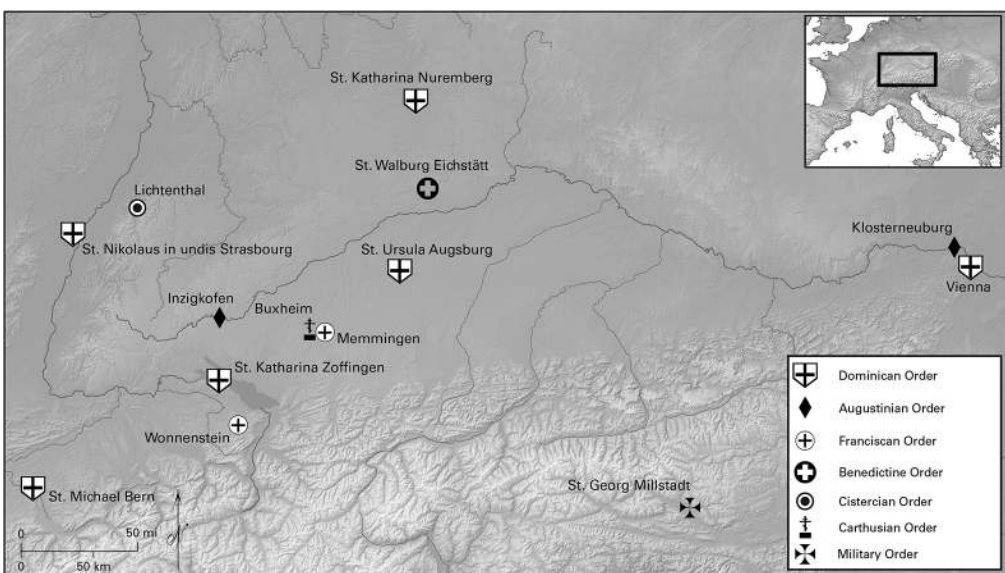 St. Katharina Nuremberg
St. Walburg Eichstätt
Lichtenthal
St. Nikolaus in undis Strasbourg
St. Ursula Augsburg
Klosterneuburg
Vienna
Inzigkofen
Buxheim
Memmingen
St. Katharina Zoffingen
Wonnenstein
St. Michael Bern
St. Georg Millstadt
0 50 mi
0 50 km
Dominican Order
Augustinian Order
Franciscan Order
Benedictine Order
Cistercian Order
Carthusian Order
Military Order